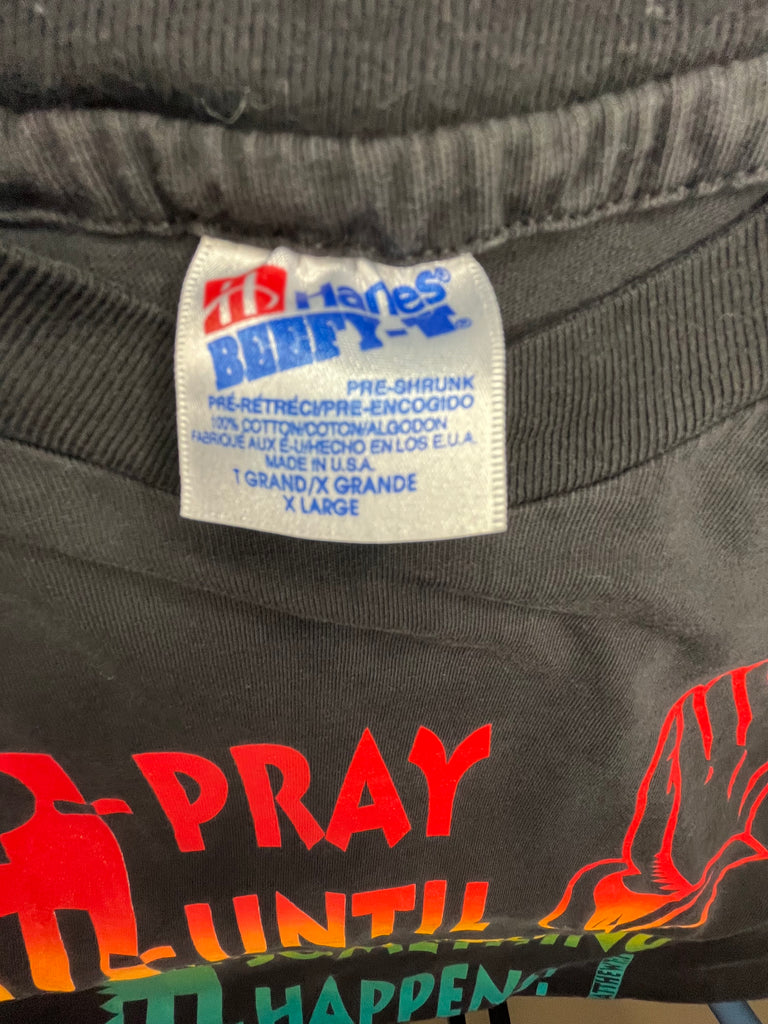 Hanes®
BEEFY-T®
PRE-SHRUNK
PRÉ-RÉTRÉCI/PRE-ENCOGIDO
100% COTTON/COTON/ALGODON
FABRIQUÉ AUX É-U/HECHO EN LOS E.U.A.
MADE IN U.S.A.
T GRAND/X GRANDE
X LARGE
PRAY
UNTIL
SOMETHING
HAPPENS